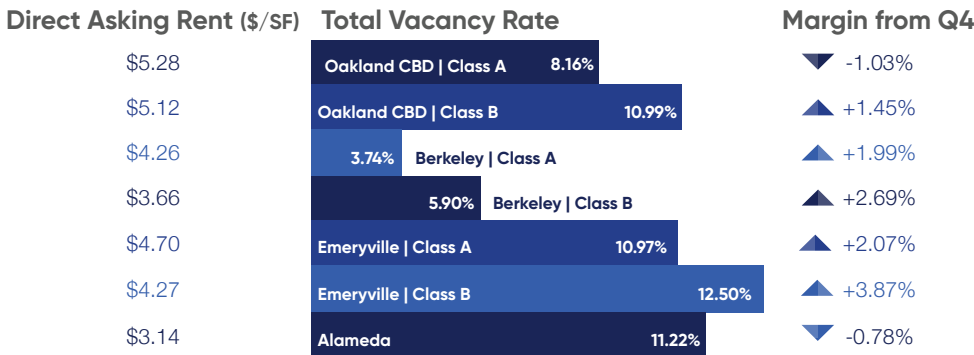 Direct Asking Rent ($/SF) Total Vacancy Rate Margin from Q4
$5.28 Oakland CBD | Class A 8.16% -1.03%
$5.12 Oakland CBD | Class B 10.99% +1.45%
$4.26 3.74% Berkeley | Class A +1.99%
$3.66 5.90% Berkeley | Class B +2.69%
$4.70 Emeryville | Class A 10.97% +2.07%
$4.27 Emeryville | Class B 12.50% +3.87%
$3.14 Alameda 11.22% -0.78%